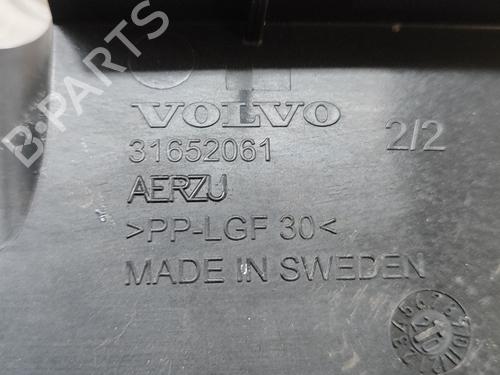 VOLVO
31652061
2/2
AERZU
>PP-LGF 30<
MADE IN SWEDEN
B-PARTS